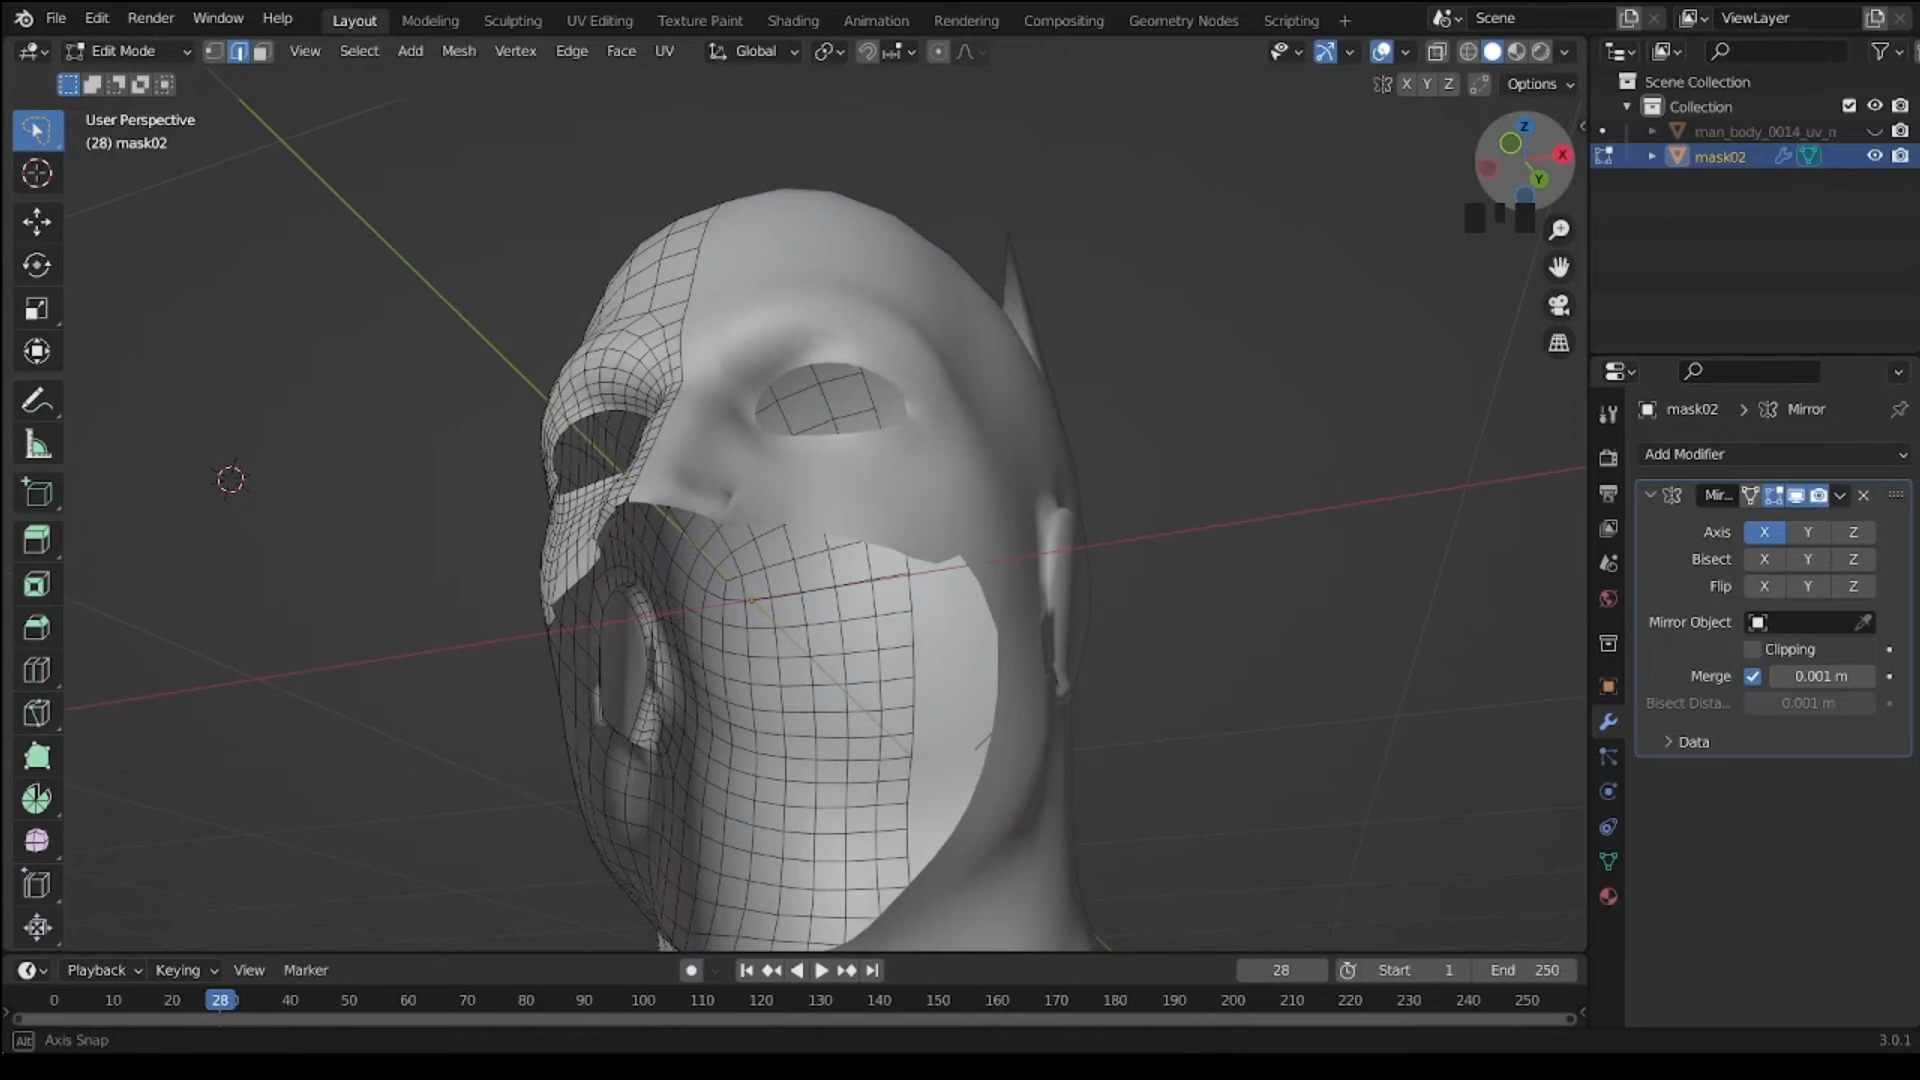 File Edit Render Window Help Layout Modeling Sculpting UV Editing Texture Paint Shading Animation Rendering Compositing Geometry Nodes Scripting + Scene ViewLayer
Edit Mode View Select Add Mesh Vertex Edge Face UV Global
X Y Z Options
User Perspective
(28) mask02
Z
X
Y
Scene Collection
Collection
man_body_0014_uv_r
mask02
mask02 > Mirror
Add Modifier
Mir...
Axis X Y Z
Bisect X Y Z
Flip X Y Z
Mirror Object
Clipping
Merge 0.001 m
Bisect Dista... 0.001 m
Data
Playback Keying View Marker 28 Start 1 End 250
0 10 20 28 40 50 60 70 80 90 100 110 120 130 140 150 160 170 180 190 200 210 220 230 240 250
Alt Axis Snap
3.0.1